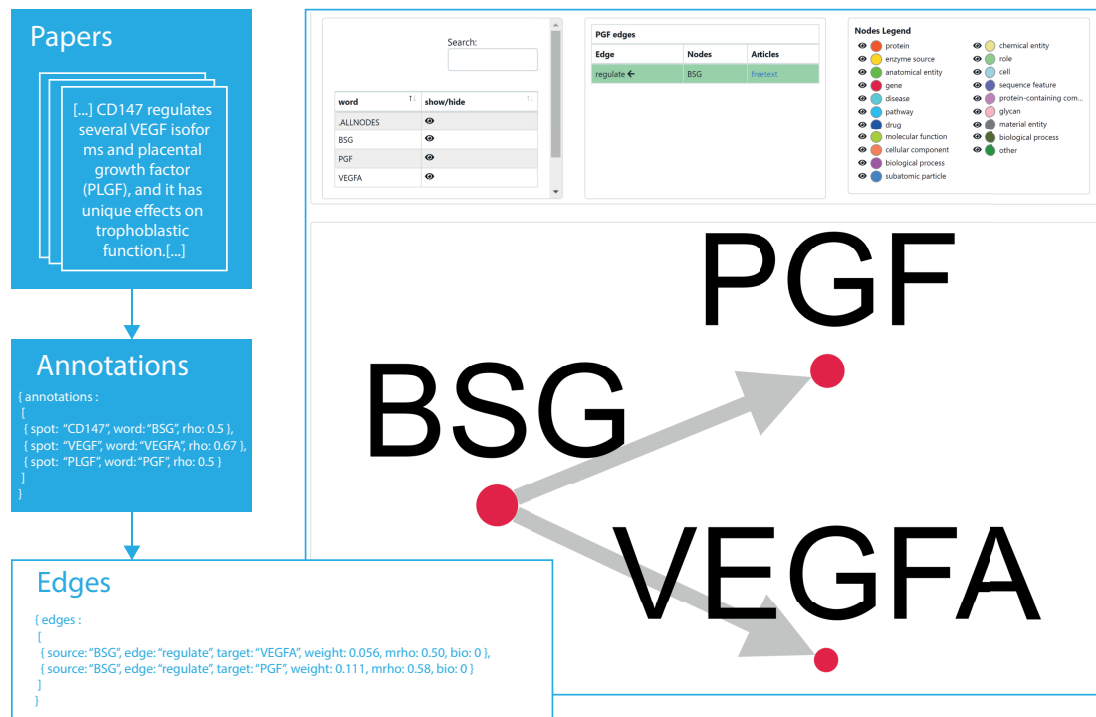 Papers
[...] CD147 regulates
several VEGF isofor
ms and placental
growth factor
(PLGF), and it has
unique effects on
trophoblastic
function.[...]
Annotations
{ annotations :
[
{ spot: “CD147”, word: “BSG”, rho: 0.5 },
{ spot: “VEGF”, word: “VEGFA”, rho: 0.67 },
{ spot: “PLGF”, word: “PGF”, rho: 0.5 }
]
}
Edges
{ edges :
[
{ source: “BSG”, edge: “regulate”, target: “VEGFA”, weight: 0.056, mrho: 0.50, bio: 0 },
{ source: “BSG”, edge: “regulate”, target: “PGF”, weight: 0.111, mrho: 0.58, bio: 0 }
]
}
Search:
word ↑↓ show/hide ↑↓
.ALLNODES
BSG
PGF
VEGFA
PGF edges
Edge Nodes Articles
regulate ← BSG freetext
Nodes Legend
protein
enzyme source
anatomical entity
gene
disease
pathway
drug
molecular function
cellular component
biological process
subatomic particle
chemical entity
role
cell
sequence feature
protein-containing com...
glycan
material entity
biological process
other
PGF
BSG
VEGFA